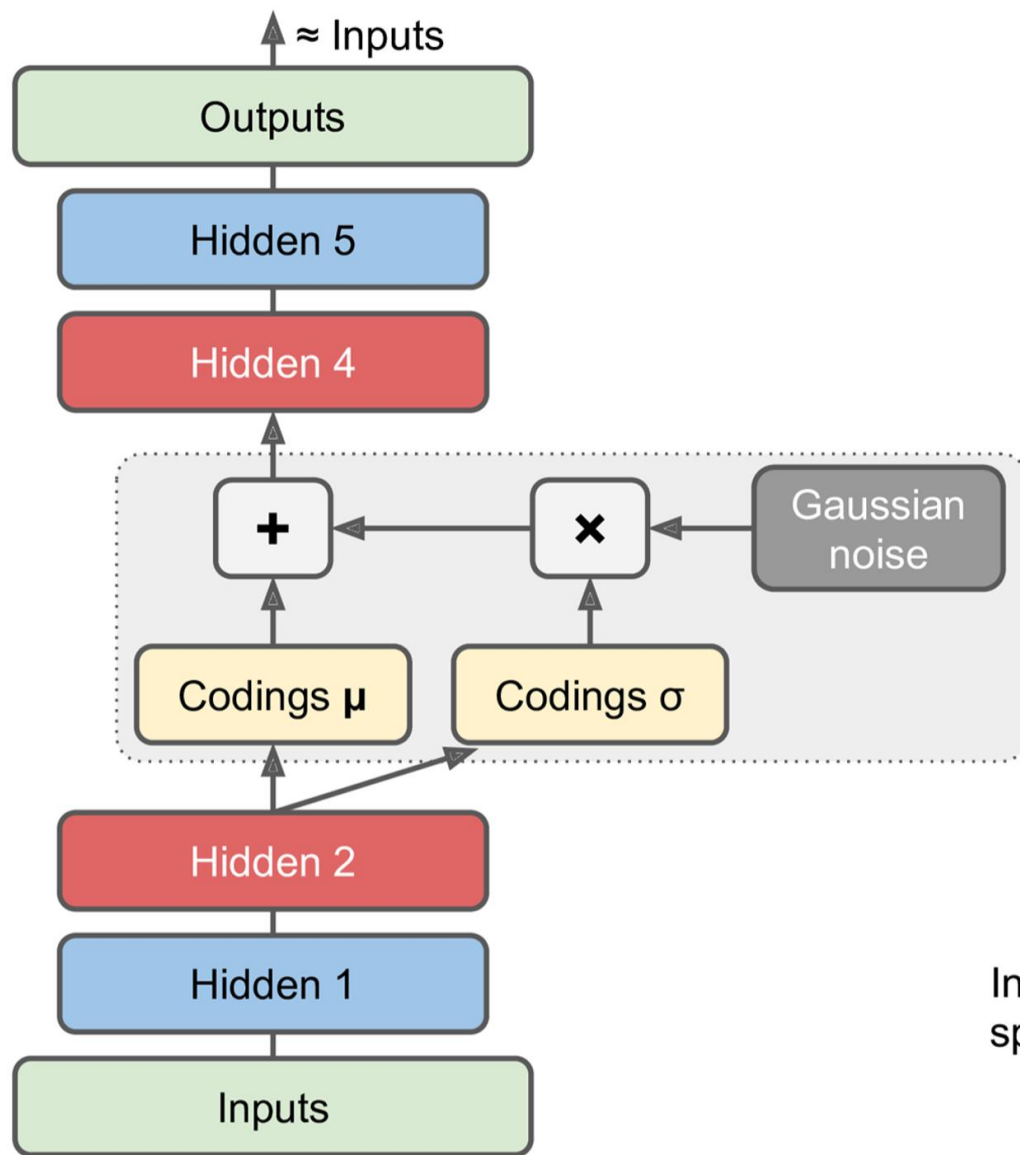 ≈ Inputs
Outputs
Hidden 5
Hidden 4
+
×
Gaussian
noise
Codings μ
Codings σ
Hidden 2
Hidden 1
Inputs